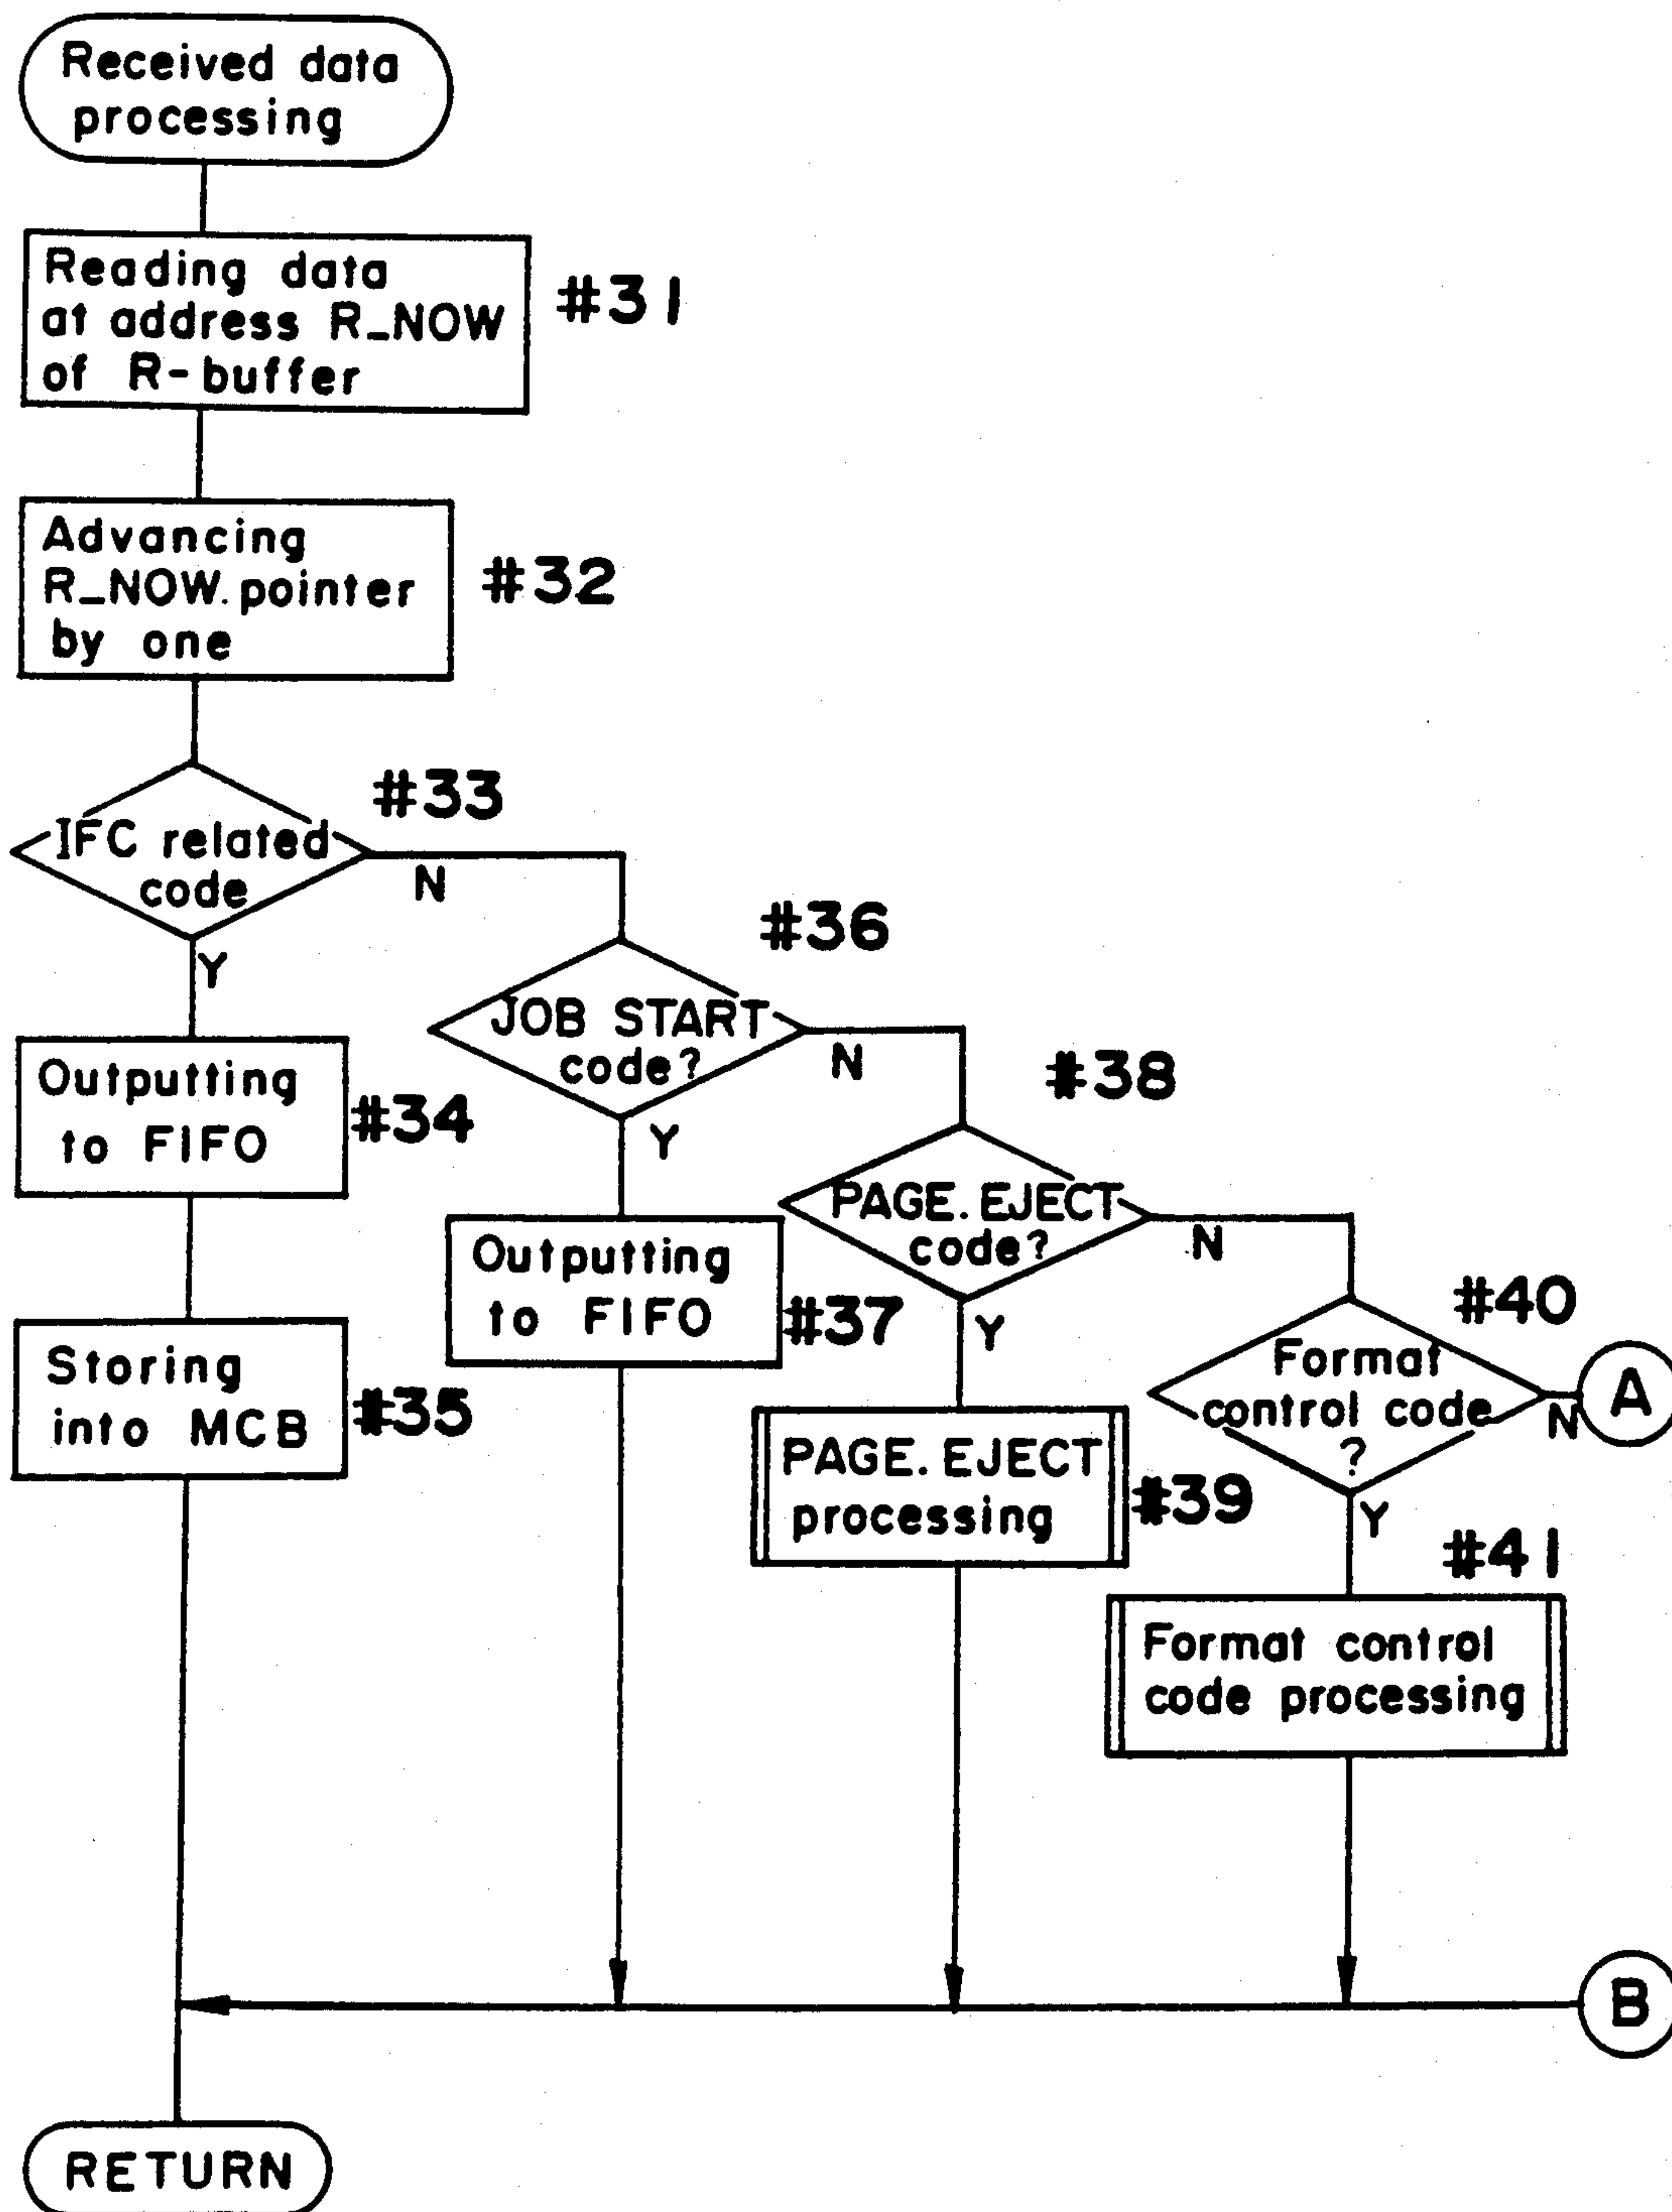 Received data
processing
Reading data
at address R_NOW
of R-buffer
#31
Advancing
R_NOW.pointer
by one
#32
#33
IFC related
code
N
Y
#36
JOB START
code?
N
Y
Outputting
to FIFO
#34
#38
PAGE.EJECT
code?
N
Y
Outputting
to FIFO
#37
Storing
into MCB
#35
#40
Format
control code
?
N
A
Y
PAGE.EJECT
processing
#39
#41
Format control
code processing
B
RETURN